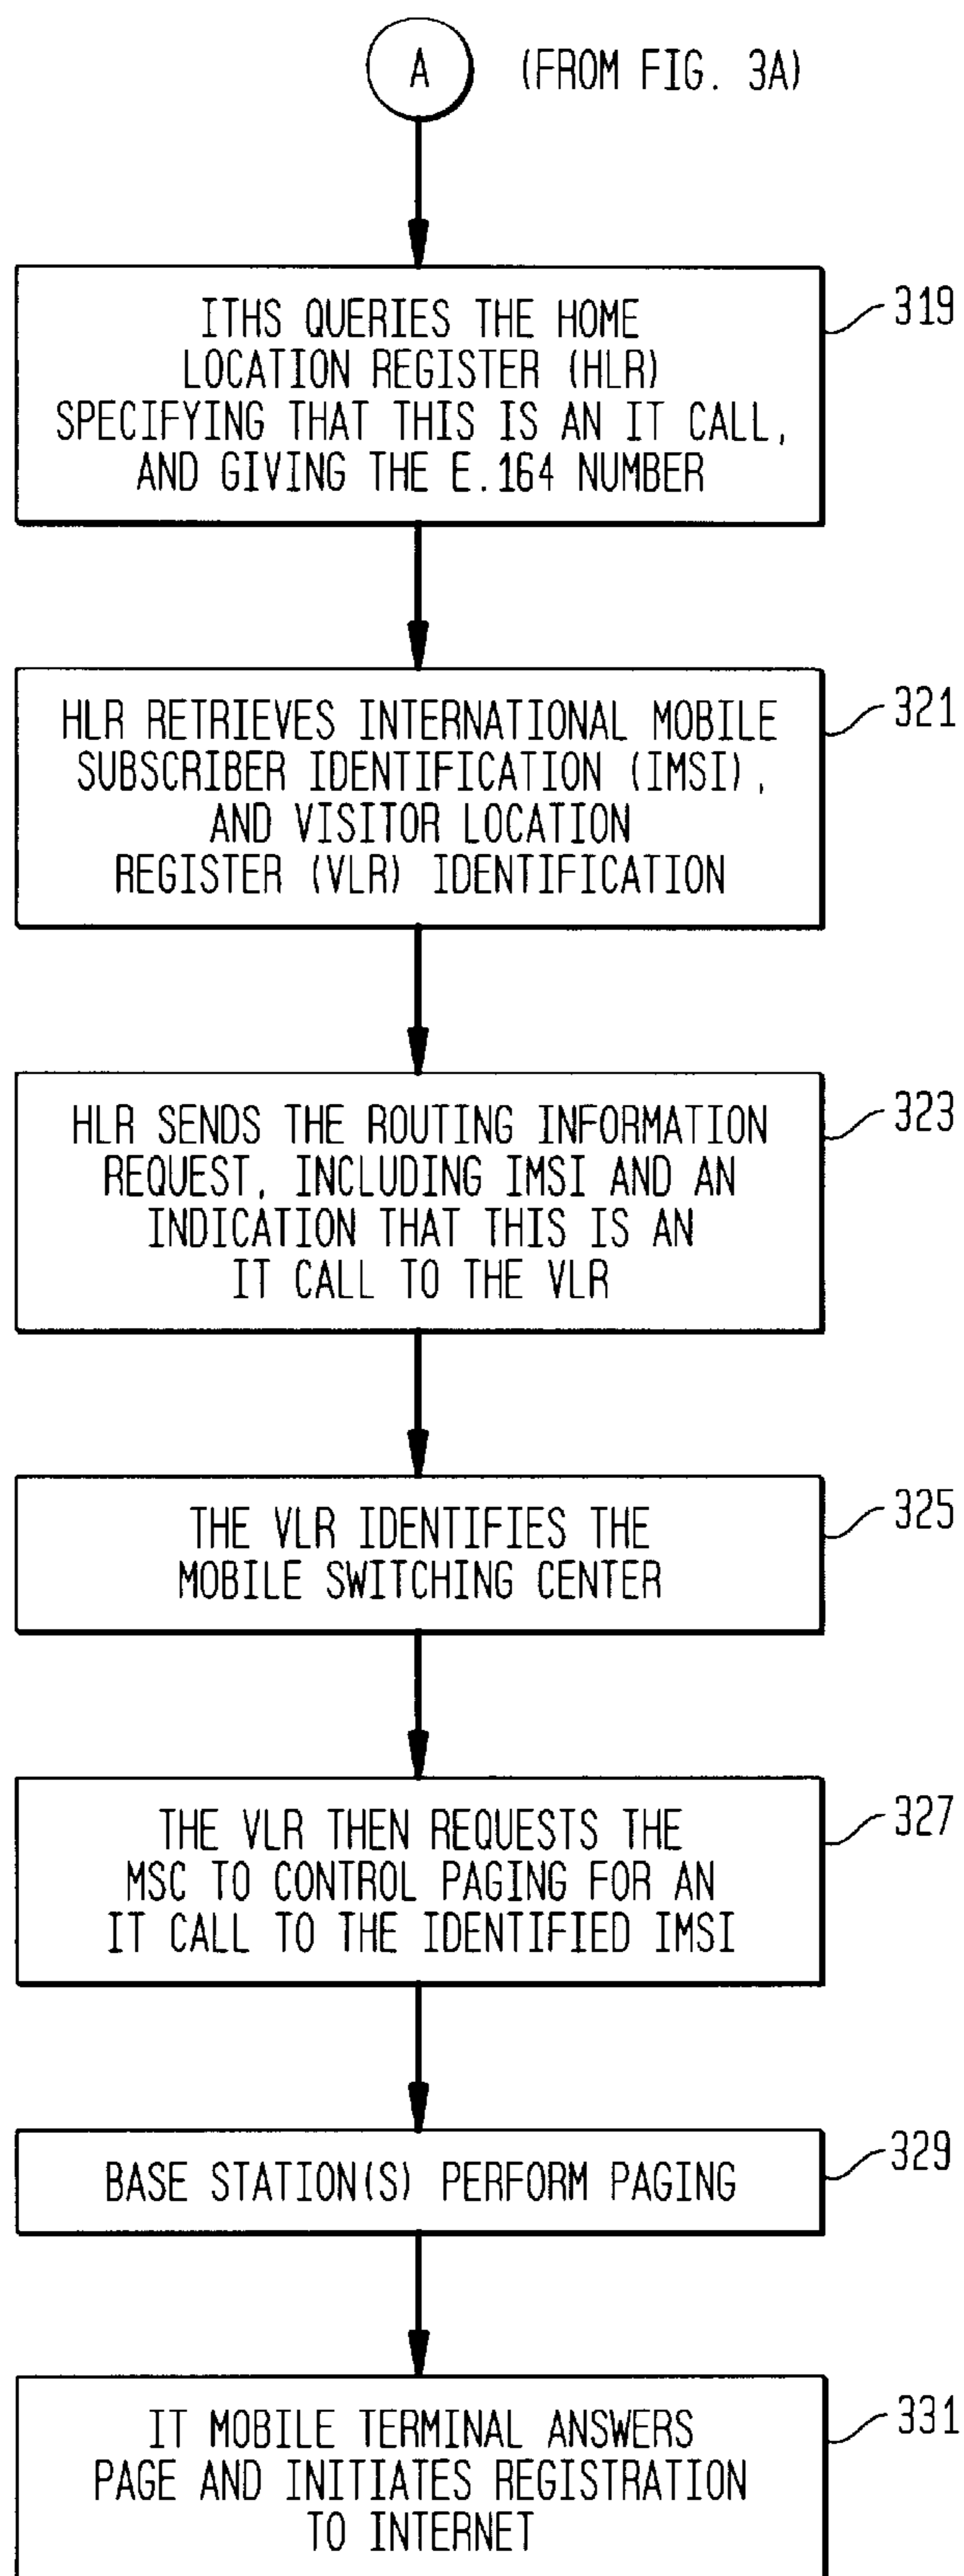 A (FROM FIG. 3A)
ITHS QUERIES THE HOME
LOCATION REGISTER (HLR)
SPECIFYING THAT THIS IS AN IT CALL,
AND GIVING THE E.164 NUMBER
319
HLR RETRIEVES INTERNATIONAL MOBILE
SUBSCRIBER IDENTIFICATION (IMSI),
AND VISITOR LOCATION
REGISTER (VLR) IDENTIFICATION
321
HLR SENDS THE ROUTING INFORMATION
REQUEST, INCLUDING IMSI AND AN
INDICATION THAT THIS IS AN
IT CALL TO THE VLR
323
THE VLR IDENTIFIES THE
MOBILE SWITCHING CENTER
325
THE VLR THEN REQUESTS THE
MSC TO CONTROL PAGING FOR AN
IT CALL TO THE IDENTIFIED IMSI
327
BASE STATION(S) PERFORM PAGING
329
IT MOBILE TERMINAL ANSWERS
PAGE AND INITIATES REGISTRATION
TO INTERNET
331